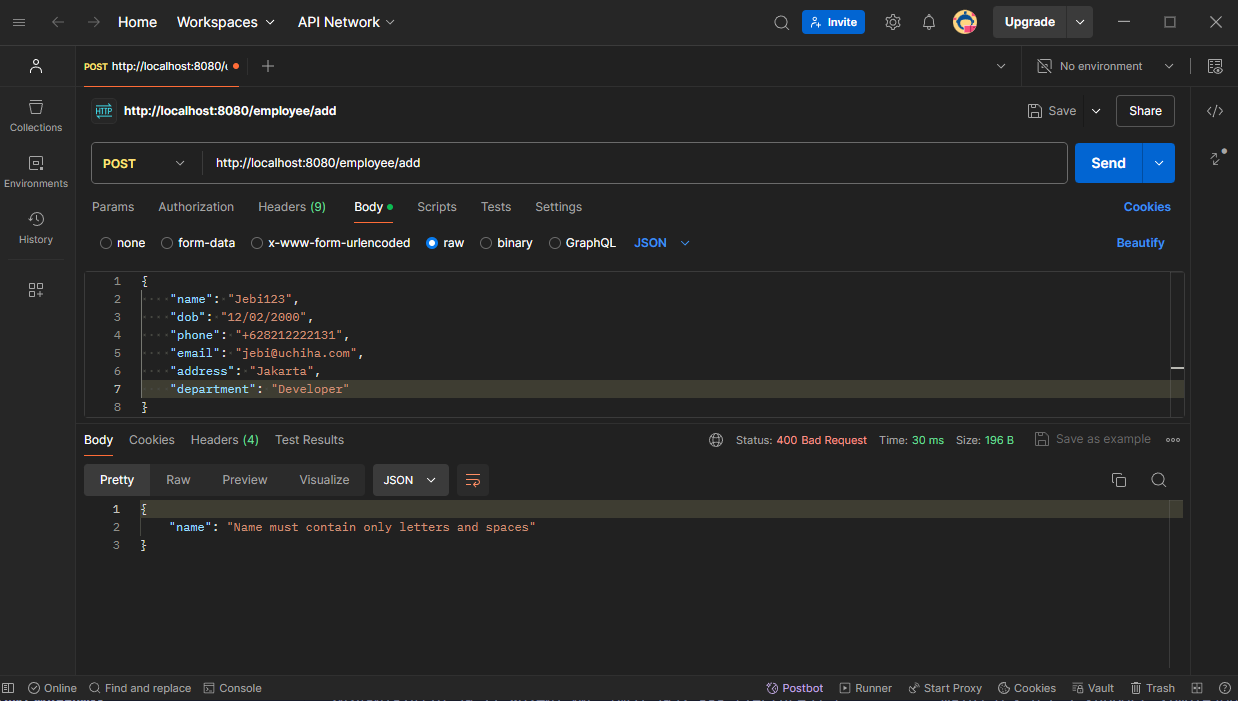 Home Workspaces API Network Invite Upgrade
POST http://localhost:8080/ No environment
HTTP http://localhost:8080/employee/add Save Share
Collections
POST http://localhost:8080/employee/add Send
Environments
Params Authorization Headers (9) Body Scripts Tests Settings Cookies
History
none form-data x-www-form-urlencoded raw binary GraphQL JSON Beautify
1 {
2 "name": "Jebi123",
3 "dob": "12/02/2000",
4 "phone": "+628212222131",
5 "email": "jebi@uchiha.com",
6 "address": "Jakarta",
7 "department": "Developer"
8 }
Body Cookies Headers (4) Test Results Status: 400 Bad Request Time: 30 ms Size: 196 B Save as example
Pretty Raw Preview Visualize JSON
1 {
2 "name": "Name must contain only letters and spaces"
3 }
Online Find and replace Console Postbot Runner Start Proxy Cookies Vault Trash